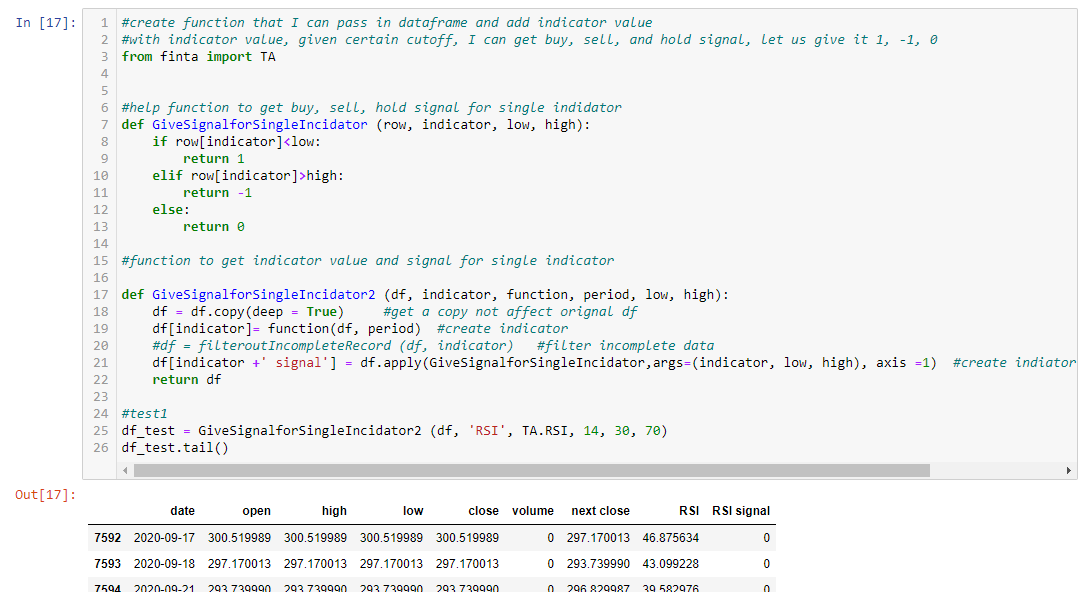 In [17]:
1 #create function that I can pass in dataframe and add indicator value
2 #with indicator value, given certain cutoff, I can get buy, sell, and hold signal, let us give it 1, -1, 0
3 from finta import TA
4
5
6 #help function to get buy, sell, hold signal for single indidator
7 def GiveSignalforSingleIncidator (row, indicator, low, high):
8 if row[indicator]<low:
9 return 1
10 elif row[indicator]>high:
11 return -1
12 else:
13 return 0
14
15 #function to get indicator value and signal for single indicator
16
17 def GiveSignalforSingleIncidator2 (df, indicator, function, period, low, high):
18 df = df.copy(deep = True) #get a copy not affect orignal df
19 df[indicator]= function(df, period) #create indicator
20 #df = filteroutIncompleteRecord (df, indicator) #filter incomplete data
21 df[indicator +' signal'] = df.apply(GiveSignalforSingleIncidator,args=(indicator, low, high), axis =1) #create indiator
22 return df
23
24 #test1
25 df_test = GiveSignalforSingleIncidator2 (df, 'RSI', TA.RSI, 14, 30, 70)
26 df_test.tail()
Out[17]:
date open high low close volume next close RSI RSI signal
7592 2020-09-17 300.519989 300.519989 300.519989 300.519989 0 297.170013 46.875634 0
7593 2020-09-18 297.170013 297.170013 297.170013 297.170013 0 293.739990 43.099228 0
7594 2020-09-21 293.739990 293.739990 293.739990 293.739990 0 296.829987 39.582976 0